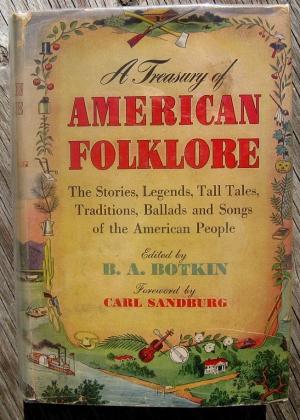 A Treasury of
AMERICAN
FOLKLORE
The Stories, Legends, Tall Tales,
Traditions, Ballads and Songs
of the American People
Edited by
B. A. BOTKIN
Foreword by
CARL SANDBURG